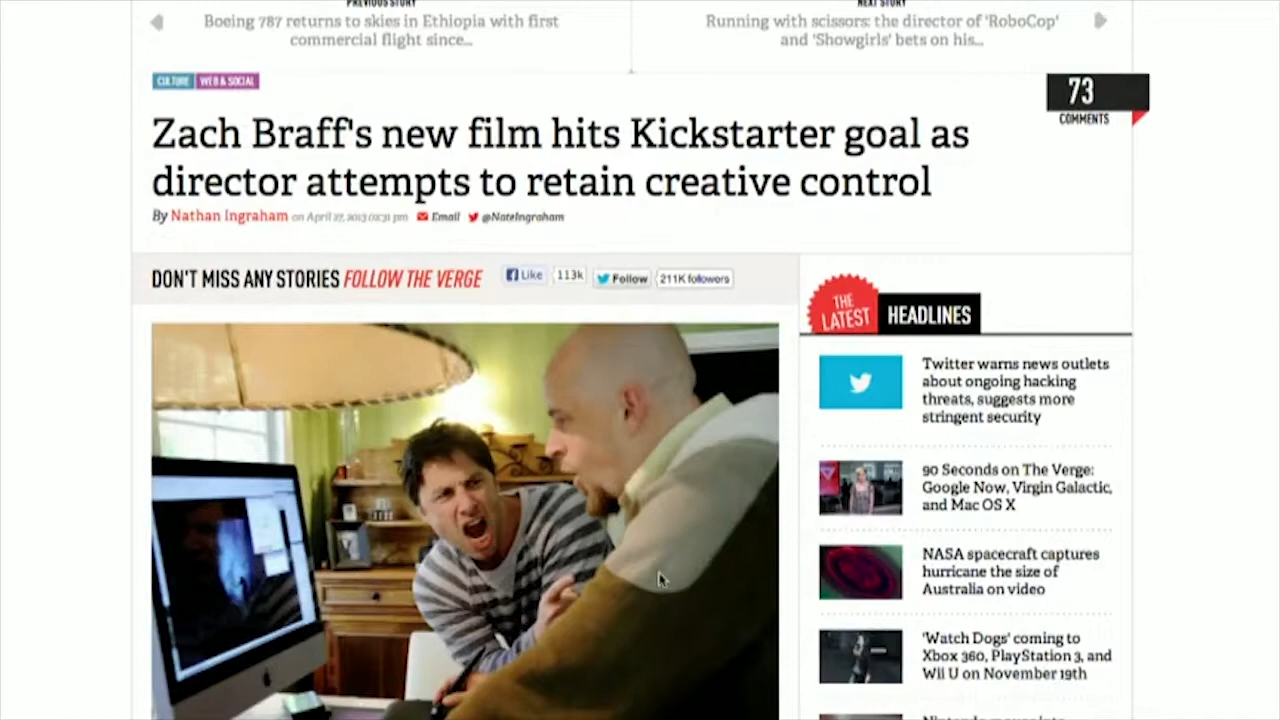 PREVIOUS STORY
Boeing 787 returns to skies in Ethiopia with first
commercial flight since...
NEXT STORY
Running with scissors: the director of 'RoboCop'
and 'Showgirls' bets on his...
CULTURE WEB & SOCIAL
73
COMMENTS
Zach Braff's new film hits Kickstarter goal as
director attempts to retain creative control
By Nathan Ingraham on April 27, 2013 02:31 pm Email @NateIngraham
DON'T MISS ANY STORIES FOLLOW THE VERGE Like 113k Follow 211K followers
THE
LATEST
HEADLINES
Twitter warns news outlets
about ongoing hacking
threats, suggests more
stringent security
90 Seconds on The Verge:
Google Now, Virgin Galactic,
and Mac OS X
NASA spacecraft captures
hurricane the size of
Australia on video
'Watch Dogs' coming to
Xbox 360, PlayStation 3, and
Wii U on November 19th